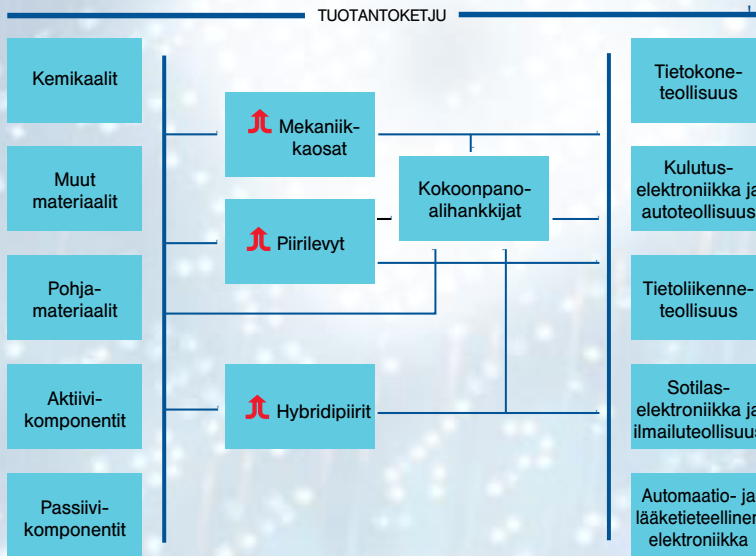 TUOTANTOKETJU
Kemikaalit
Muut
materiaalit
Pohja-
materiaalit
Aktiivi-
komponentit
Passiivi-
komponentit
Mekaniik-
kaosat
Piirilevyt
Hybridipiirit
Kokoonpano-
alihankkijat
Tietokone-
teollisuus
Kulutus-
elektroniikka ja
autoteollisuus
Tietoliikenne-
teollisuus
Sotilas-
elektroniikka ja
ilmailuteollisuus
Automaatio- ja
lääketieteellinen
elektroniikka